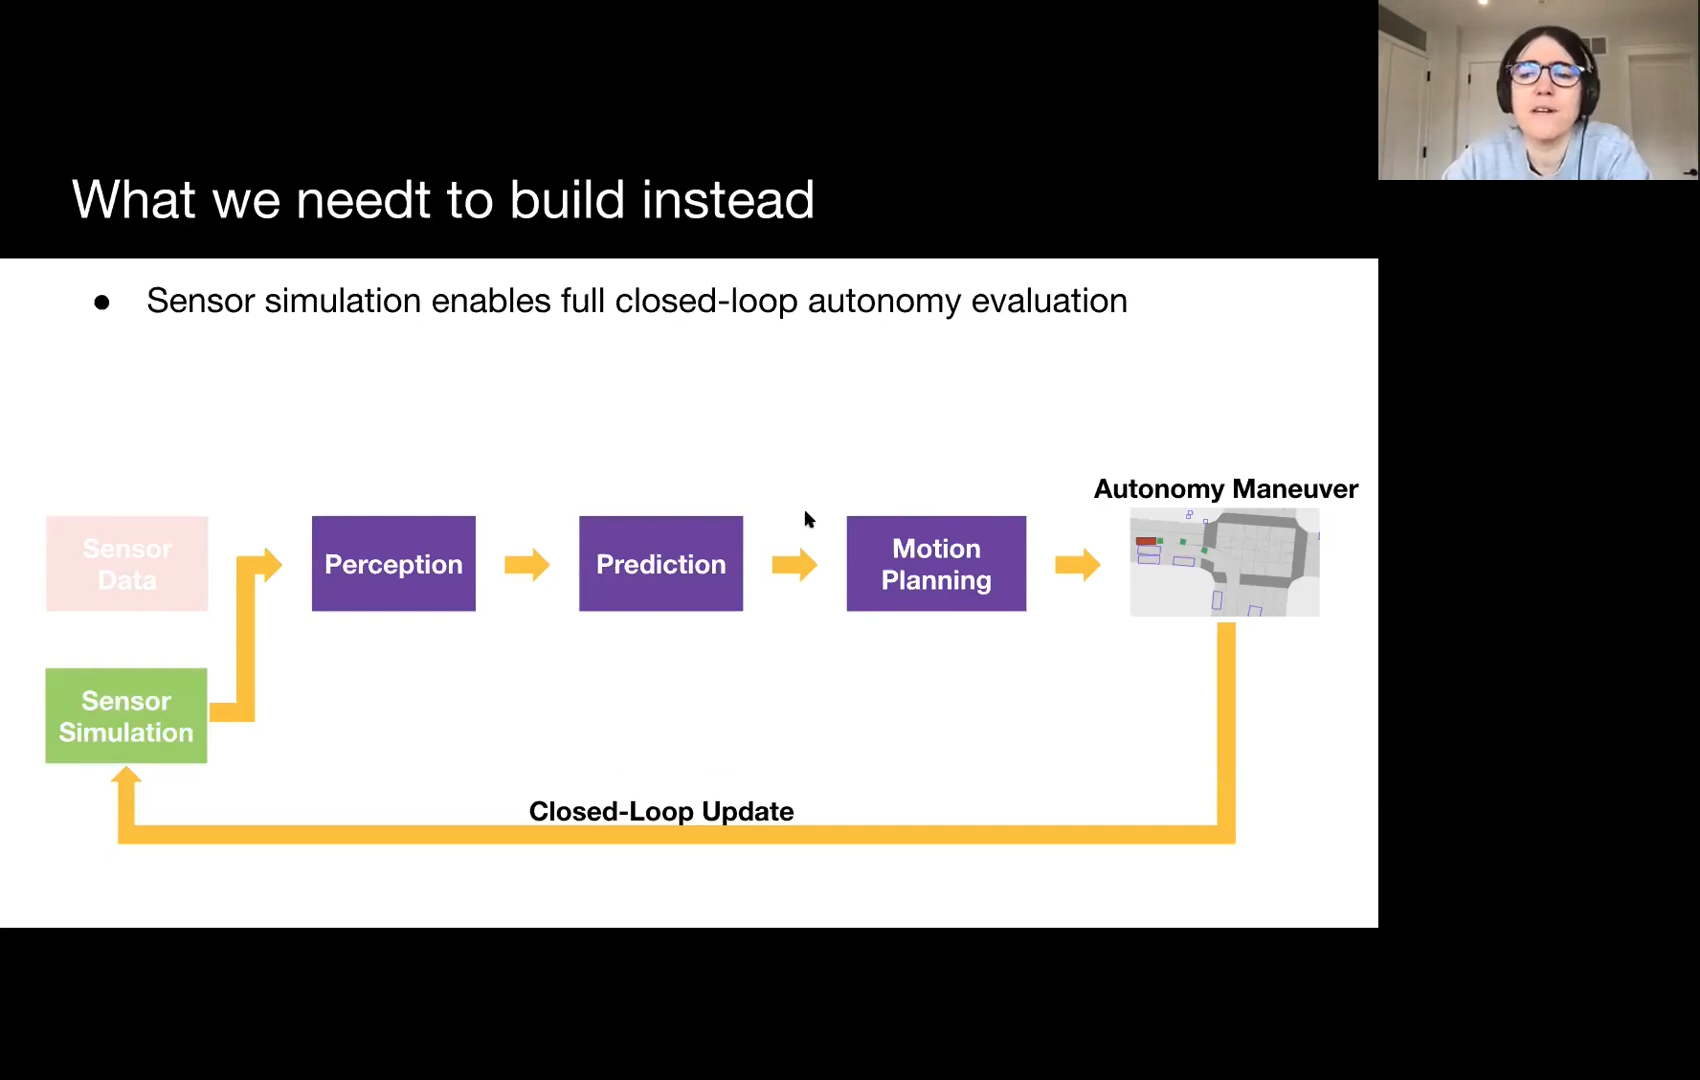 What we needt to build instead
● Sensor simulation enables full closed-loop autonomy evaluation
Autonomy Maneuver
Sensor
Data
Perception
Prediction
Motion
Planning
Sensor
Simulation
Closed-Loop Update